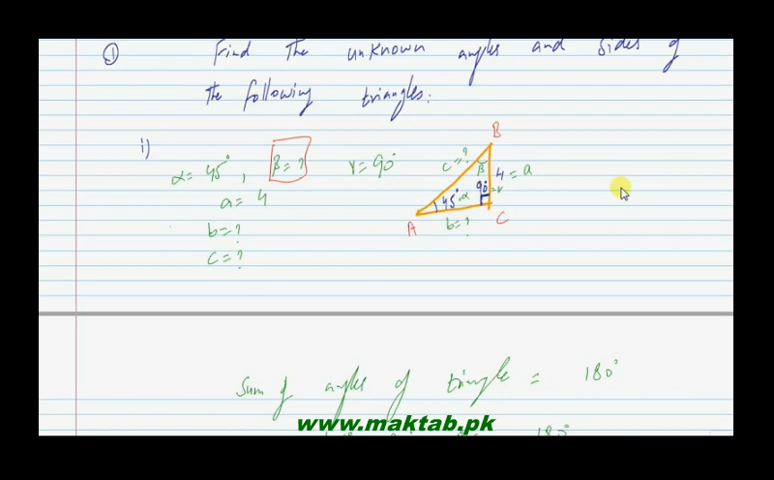 ① Find the unknown angles and sides of
the following triangles:
i)
α = 45°, β = ? γ = 90°
a = 4
b = ?
c = ?
B
c = ?
β
4 = a
90 = γ
45° = α
A
b = ?
C
Sum of angles of triangle = 180°
www.maktab.pk
180°